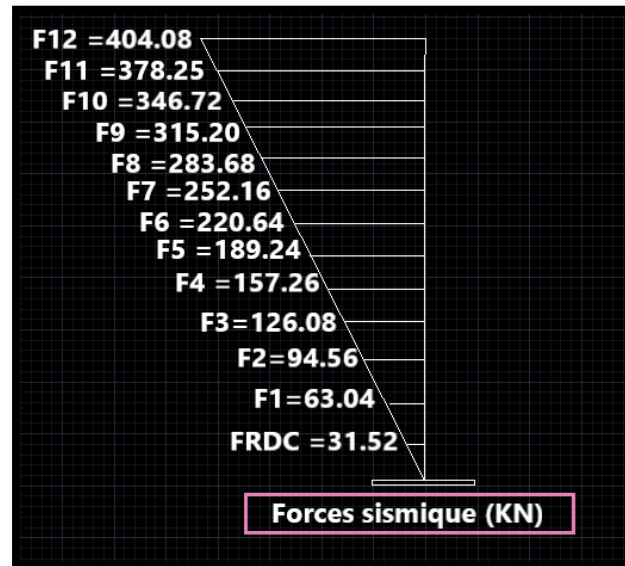 F12 =404.08
F11 =378.25
F10 =346.72
F9 =315.20
F8 =283.68
F7 =252.16
F6 =220.64
F5 =189.24
F4 =157.26
F3=126.08
F2=94.56
F1=63.04
FRDC =31.52
Forces sismique (KN)